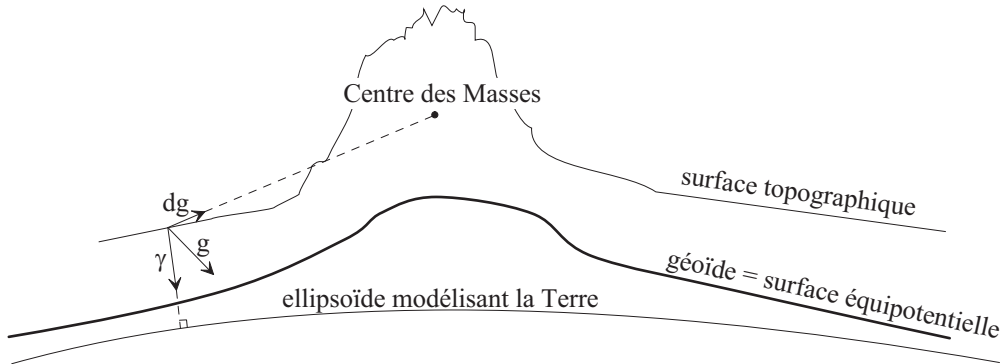 Centre des Masses
surface topographique
dg
g
γ
géoïde = surface équipotentielle
ellipsoïde modélisant la Terre